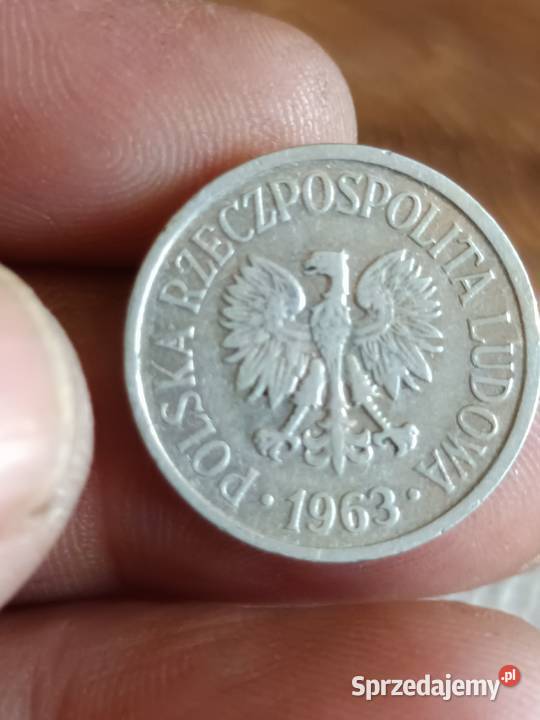 POLSKA RZECZPOSPOLITA LUDOWA
· 1963 ·
Sprzedajemy.pl